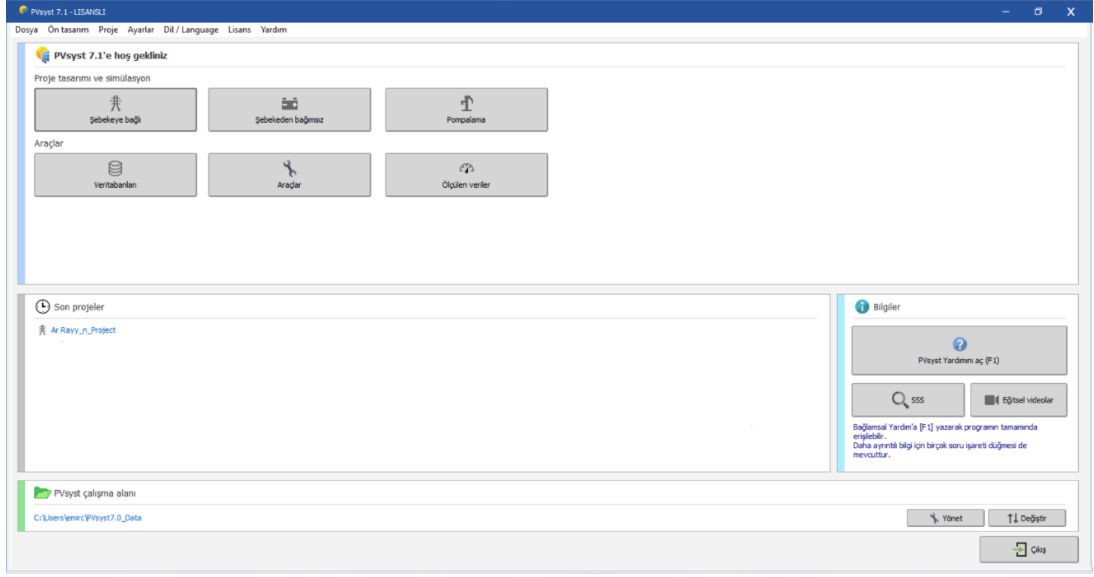 PVsyst 7.1 - LISANSLI
Dosya Ön tasarım Proje Ayarlar Dil / Language Lisans Yardım
PVsyst 7.1'e hoş geldiniz
Proje tasarımı ve simülasyon
Şebekeye bağlı
Şebekeden bağımsız
Pompalama
Araçlar
Veritabanları
Araçlar
Ölçülen veriler
Son projeler
Ar Rayy_n_Project
Bilgiler
PVsyst Yardımını aç (F1)
SSS
Eğitsel videolar
Bağlamsal Yardım'a [F1] yazarak programın tamamında
erişilebilir.
Daha ayrıntılı bilgi için birçok soru işareti düğmesi de
mevcuttur.
PVsyst çalışma alanı
C:\Users\emirc\PVsyst7.0_Data
Yönet
Değiştir
Çıkış